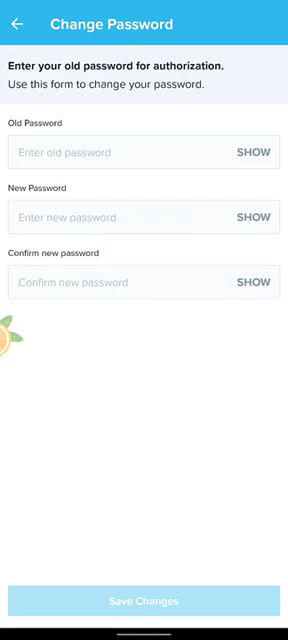 Change Password
Enter your old password for authorization.
Use this form to change your password.
Old Password
Enter old password SHOW
New Password
Enter new password SHOW
Confirm new password
Confirm new password SHOW
Save Changes